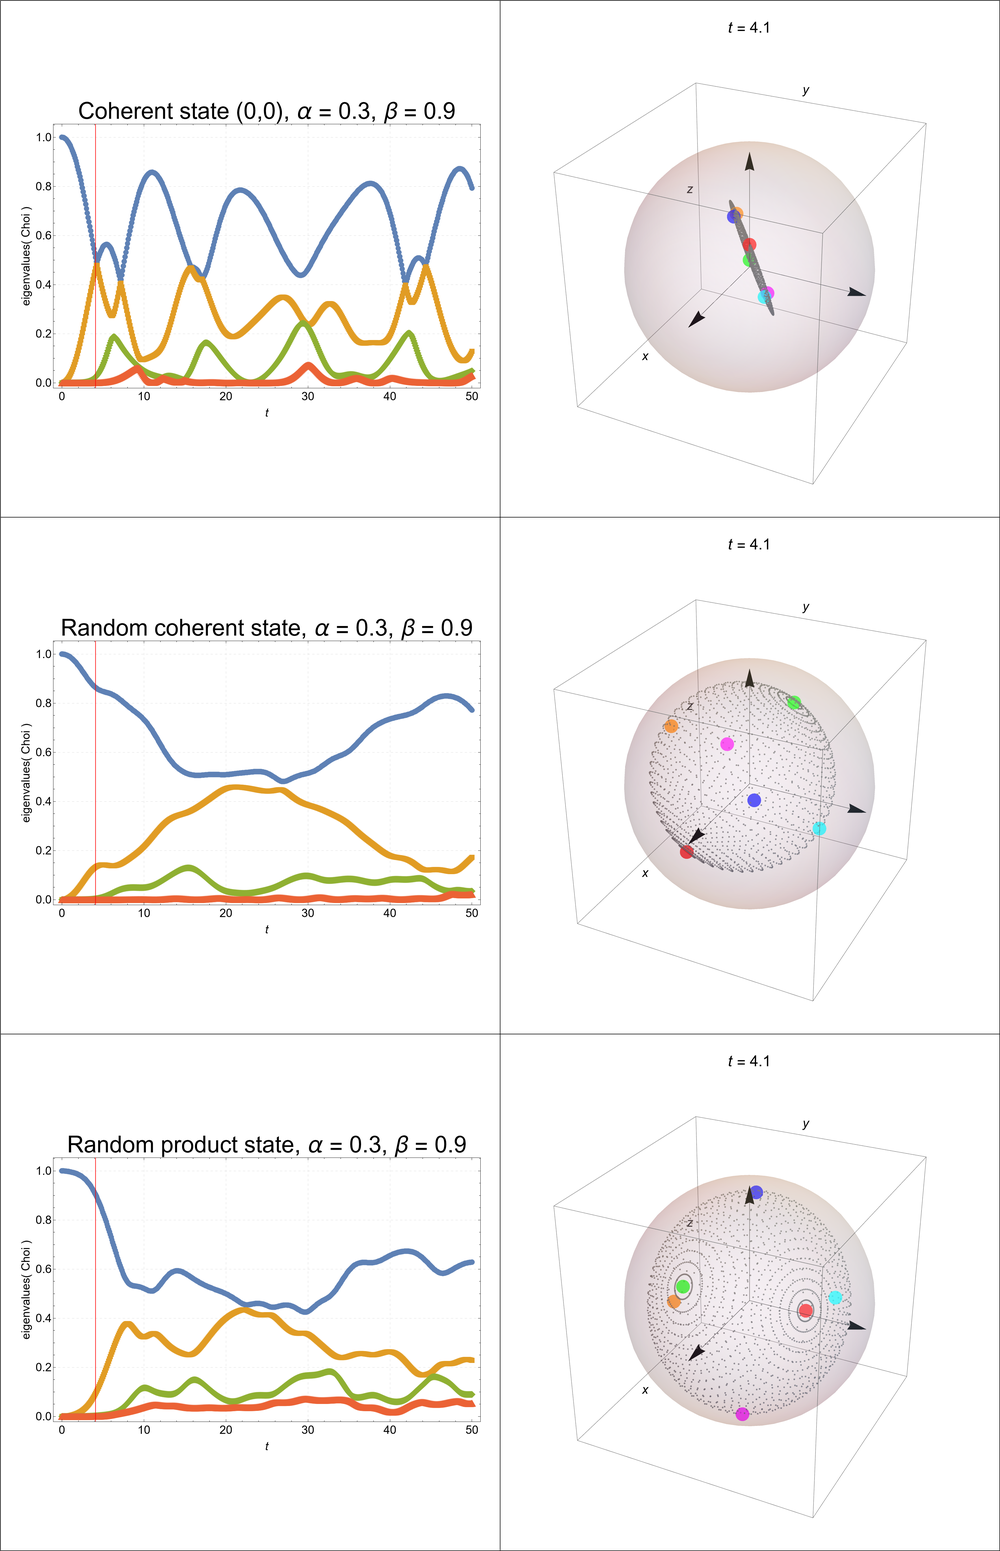 t = 4.1
Coherent state (0,0), α = 0.3, β = 0.9
eigenvalues( Choi )
1.0
0.8
0.6
0.4
0.2
0.0
0 10 20 30 40 50
t
y
z
x
t = 4.1
Random coherent state, α = 0.3, β = 0.9
eigenvalues( Choi )
1.0
0.8
0.6
0.4
0.2
0.0
0 10 20 30 40 50
t
y
z
x
t = 4.1
Random product state, α = 0.3, β = 0.9
eigenvalues( Choi )
1.0
0.8
0.6
0.4
0.2
0.0
0 10 20 30 40 50
t
y
z
x